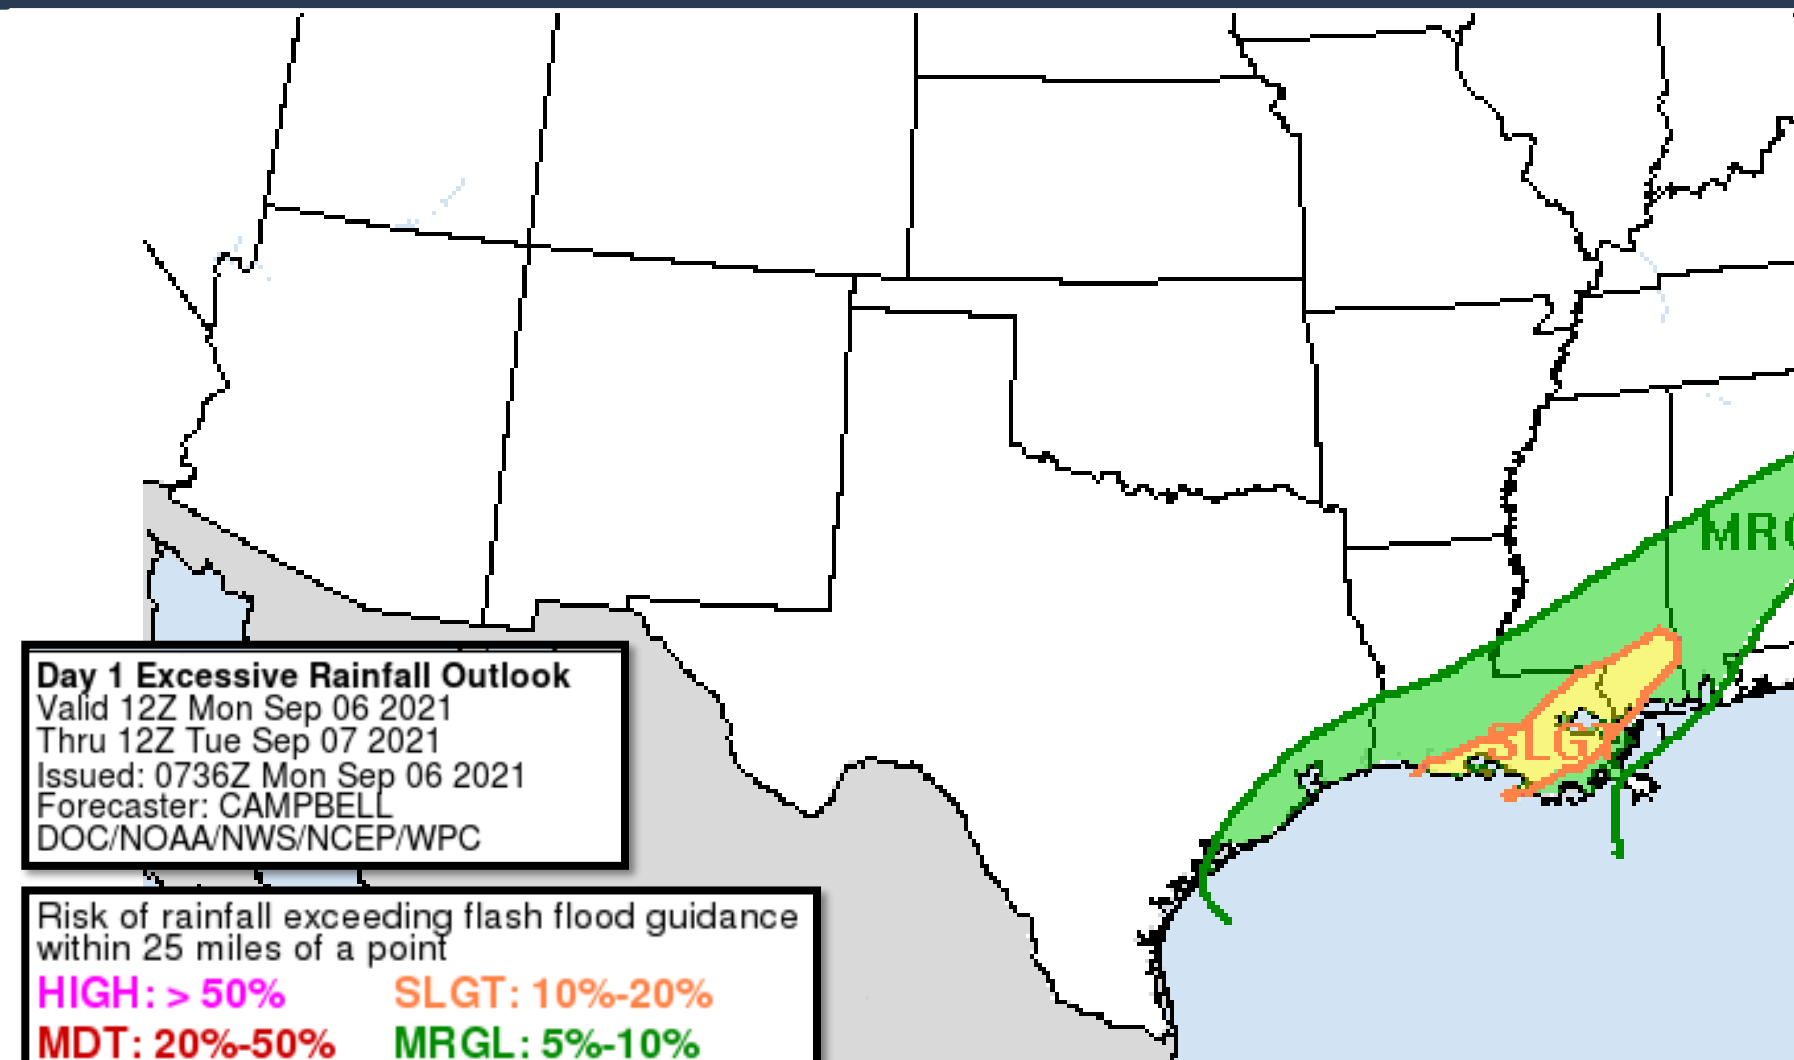 MRG
SLGT
Day 1 Excessive Rainfall Outlook
Valid 12Z Mon Sep 06 2021
Thru 12Z Tue Sep 07 2021
Issued: 0736Z Mon Sep 06 2021
Forecaster: CAMPBELL
DOC/NOAA/NWS/NCEP/WPC
Risk of rainfall exceeding flash flood guidance
within 25 miles of a point
HIGH: > 50% SLGT: 10%-20%
MDT: 20%-50% MRGL: 5%-10%